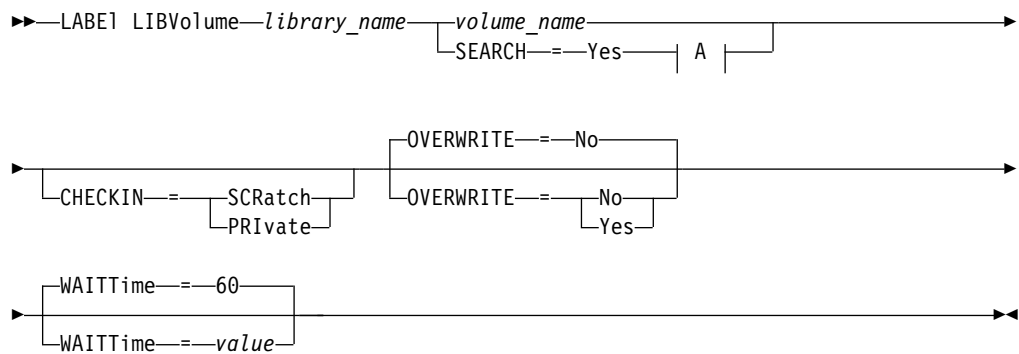 LABEl LIBVolume library_name volume_name
SEARCH = Yes A
OVERWRITE = No
CHECKIN = SCRatch OVERWRITE = No
PRIvate Yes
WAITTime = 60
WAITTime = value